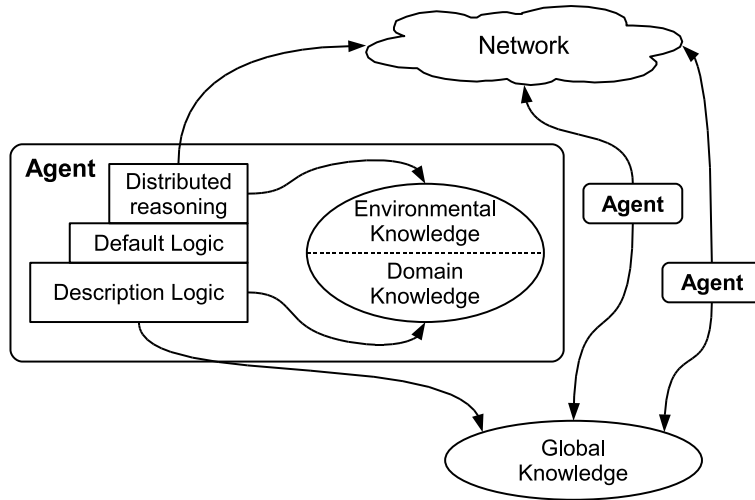 Network
Agent
Distributed
reasoning
Default Logic
Description Logic
Environmental
Knowledge
Domain
Knowledge
Agent
Agent
Global
Knowledge